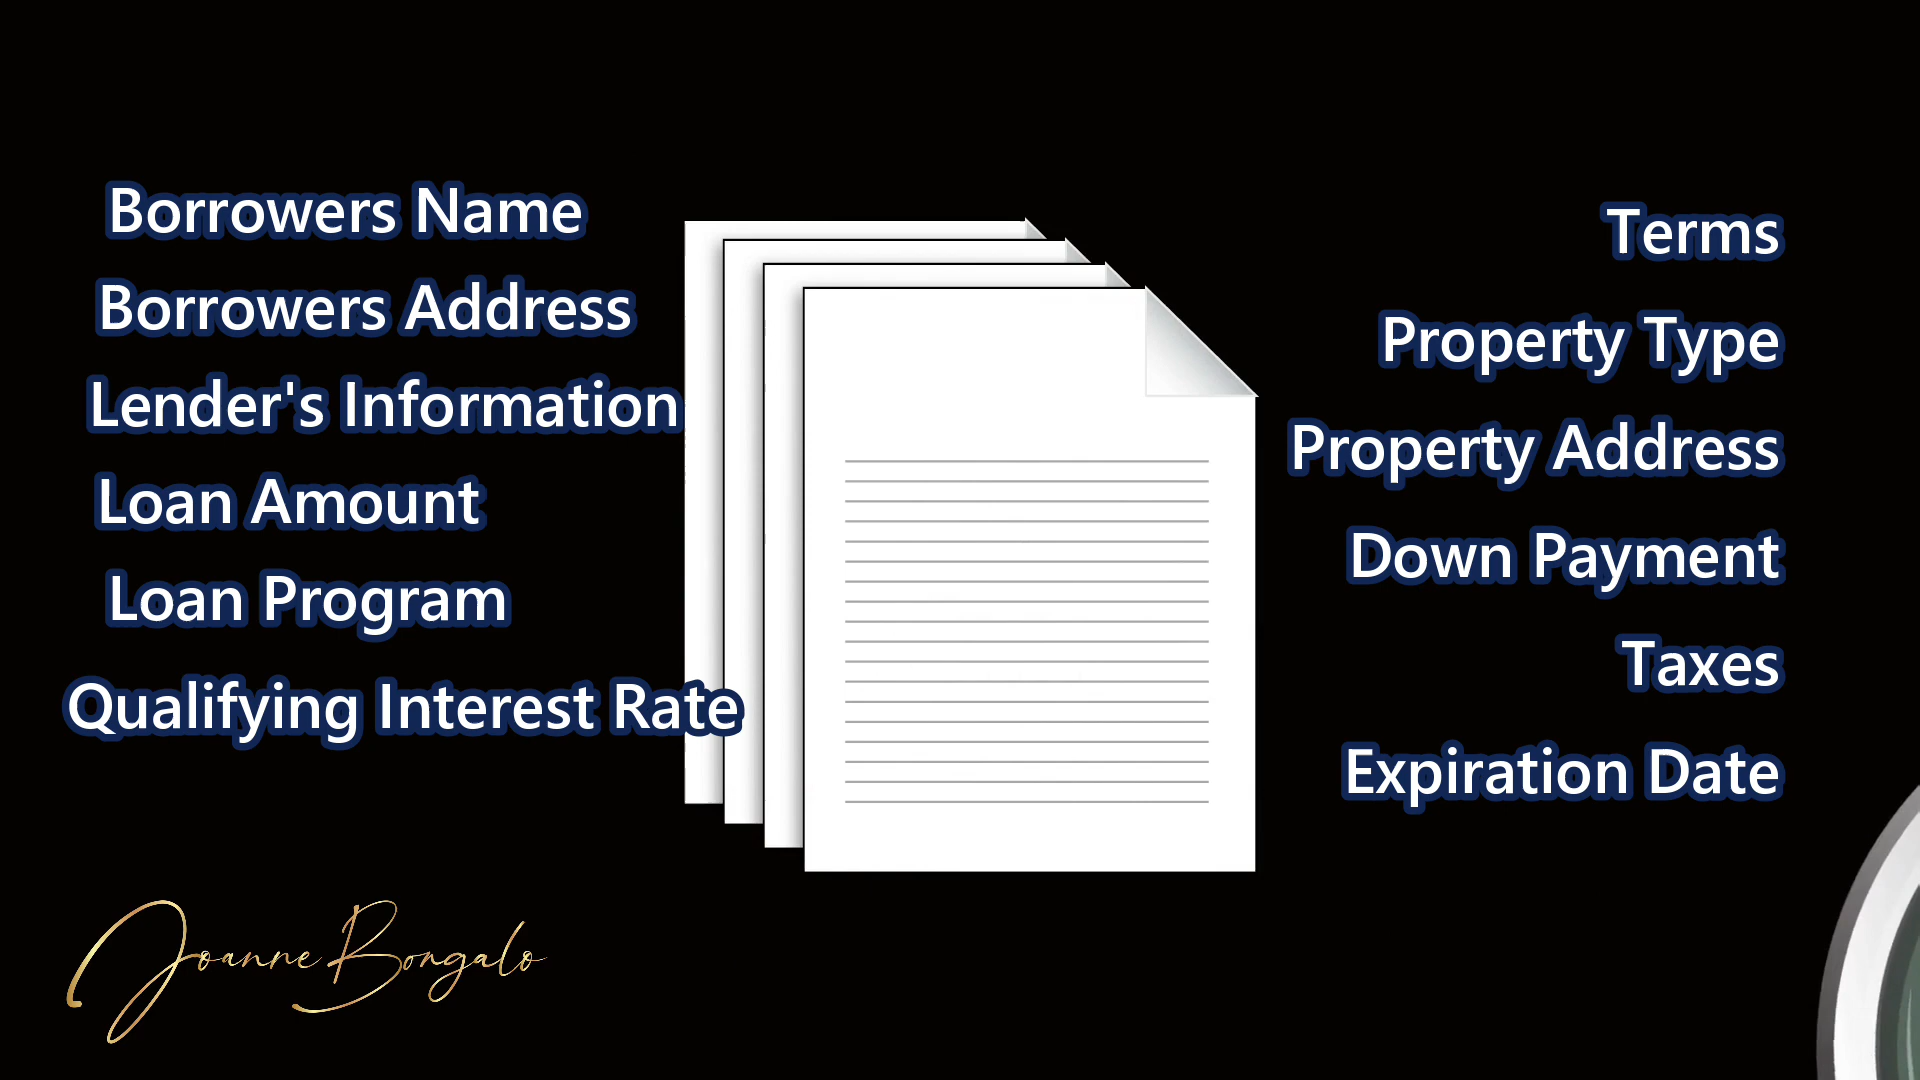 Borrowers Name
Borrowers Address
Lender's Information
Loan Amount
Loan Program
Qualifying Interest Rate
Terms
Property Type
Property Address
Down Payment
Taxes
Expiration Date
Joanne Bongalo